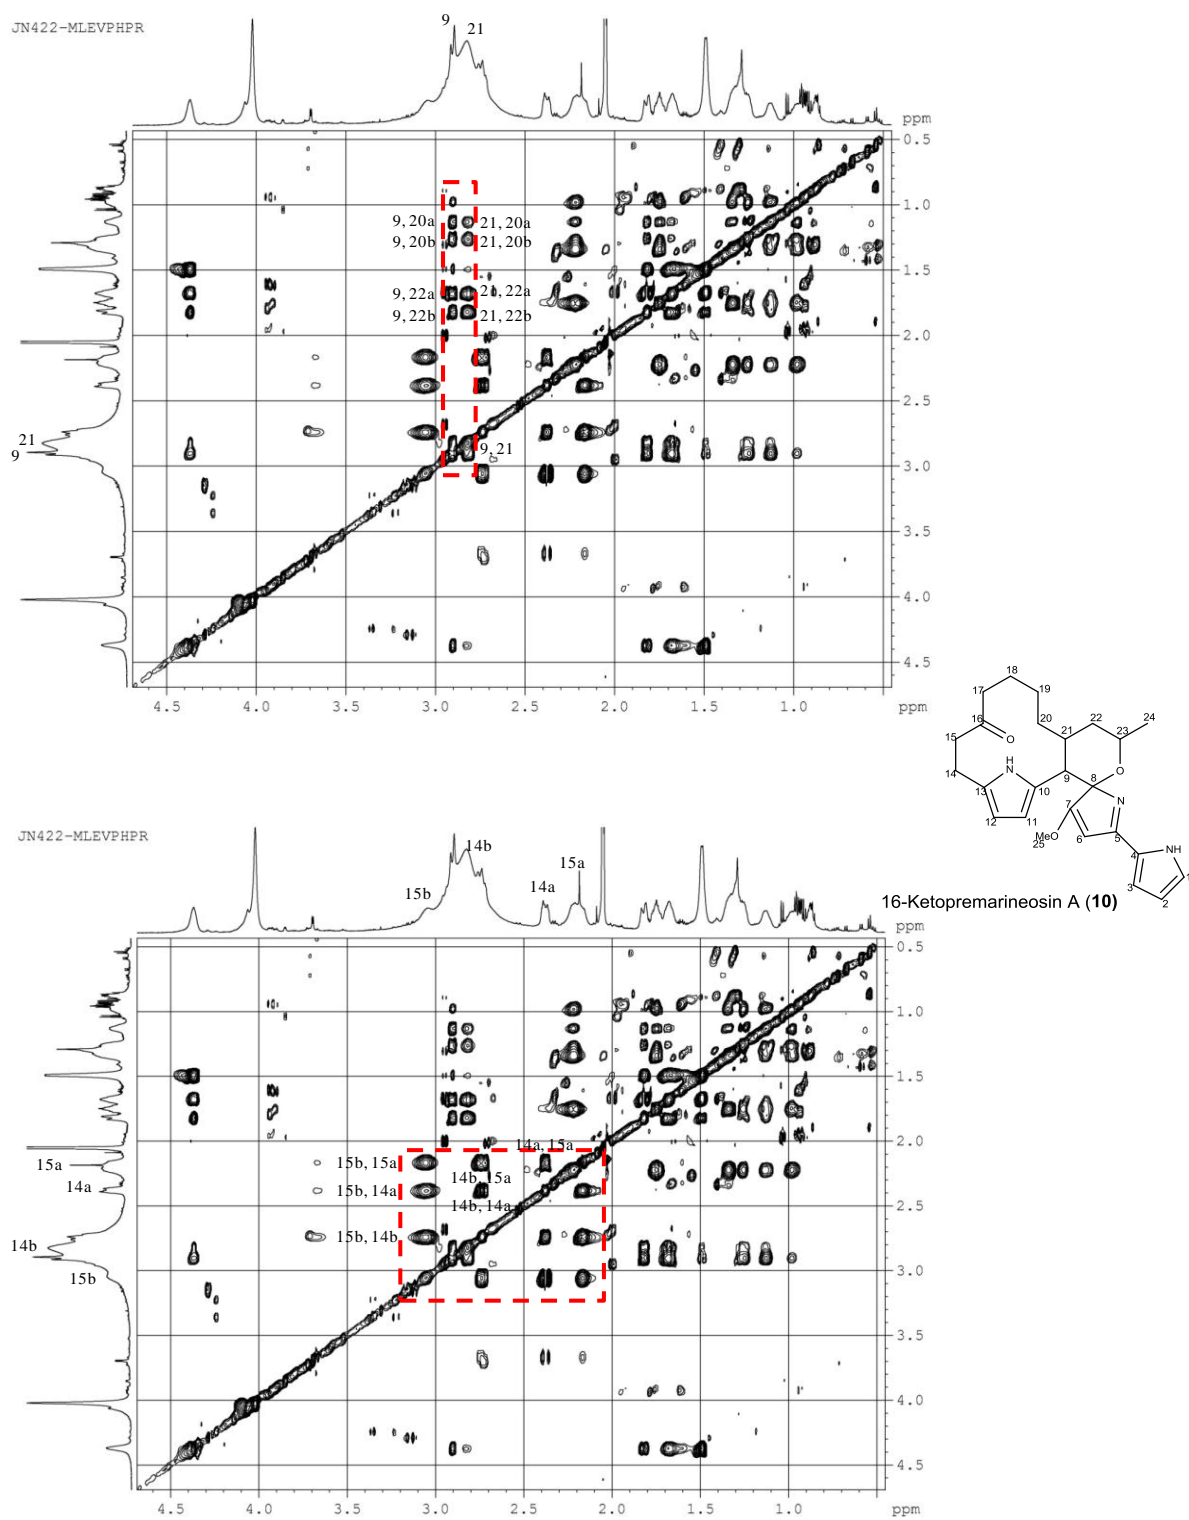 JN422-MLEVPHPR
9
21
ppm
0.5
1.0
1.5
2.0
2.5
3.0
3.5
4.0
4.5
9, 20a 21, 20a
9, 20b 21, 20b
9, 22a 21, 22a
9, 22b 21, 22b
9, 21
21
9
4.5 4.0 3.5 3.0 2.5 2.0 1.5 1.0 ppm
18
17 19
16 20 22 24
15 O 21 23
H
N O
14 9 8
13 10 7 N
12 11 MeO
25 6 5
4 NH
3 1
2
16-Ketopremarineosin A (10)
JN422-MLEVPHPR
14b
15a
15b 14a
ppm
0.5
1.0
1.5
2.0
2.5
3.0
3.5
4.0
4.5
14a, 15a
15b, 15a
14b, 15a
15b, 14a
14b, 14a
15b, 14b
15a
14a
14b
15b
4.5 4.0 3.5 3.0 2.5 2.0 1.5 1.0 ppm